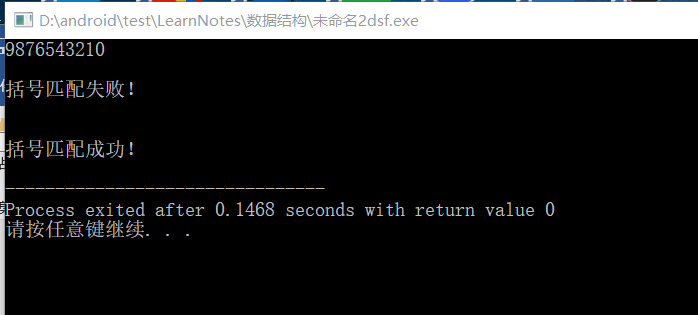 D:\android\test\LearnNotes\数据结构\未命名2dsf.exe
9876543210
括号匹配失败!
括号匹配成功!
--------------------------------
Process exited after 0.1468 seconds with return value 0
请按任意键继续. . .